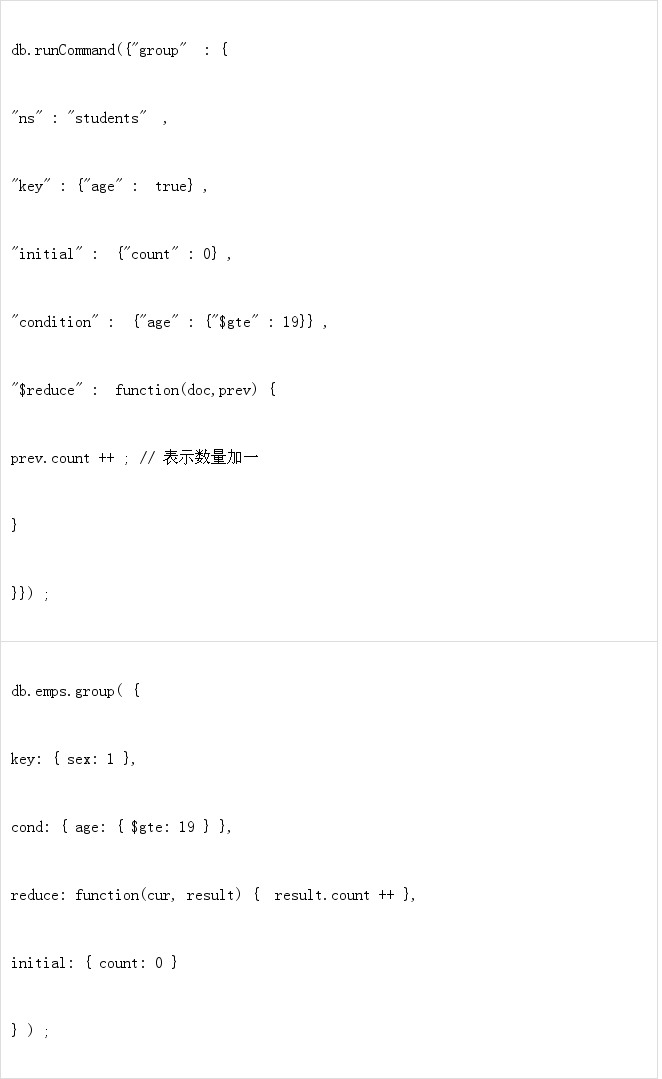 db.runCommand({"group"  : {
"ns" : "students"  ,
"key" : {"age" :  true} ,
"initial" :  {"count" : 0} ,
"condition" :  {"age" : {"$gte" : 19}} ,
"$reduce" :  function(doc,prev) {
prev.count ++ ; // 表示数量加一
}
}}) ;
db.emps.group( {
key: { sex: 1 },
cond: { age: { $gte: 19 } },
reduce: function(cur, result) {  result.count ++ },
initial: { count: 0 }
} ) ;